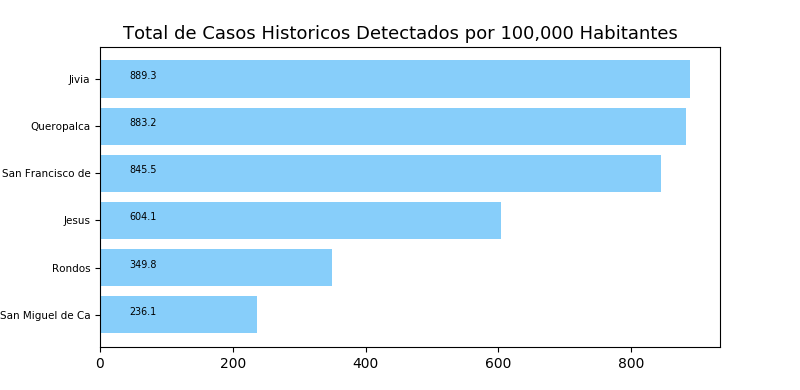 Total de Casos Historicos Detectados por 100,000 Habitantes
Jivia 889.3
Queropalca 883.2
San Francisco de 845.5
Jesus 604.1
Rondos 349.8
San Miguel de Ca 236.1
0 200 400 600 800